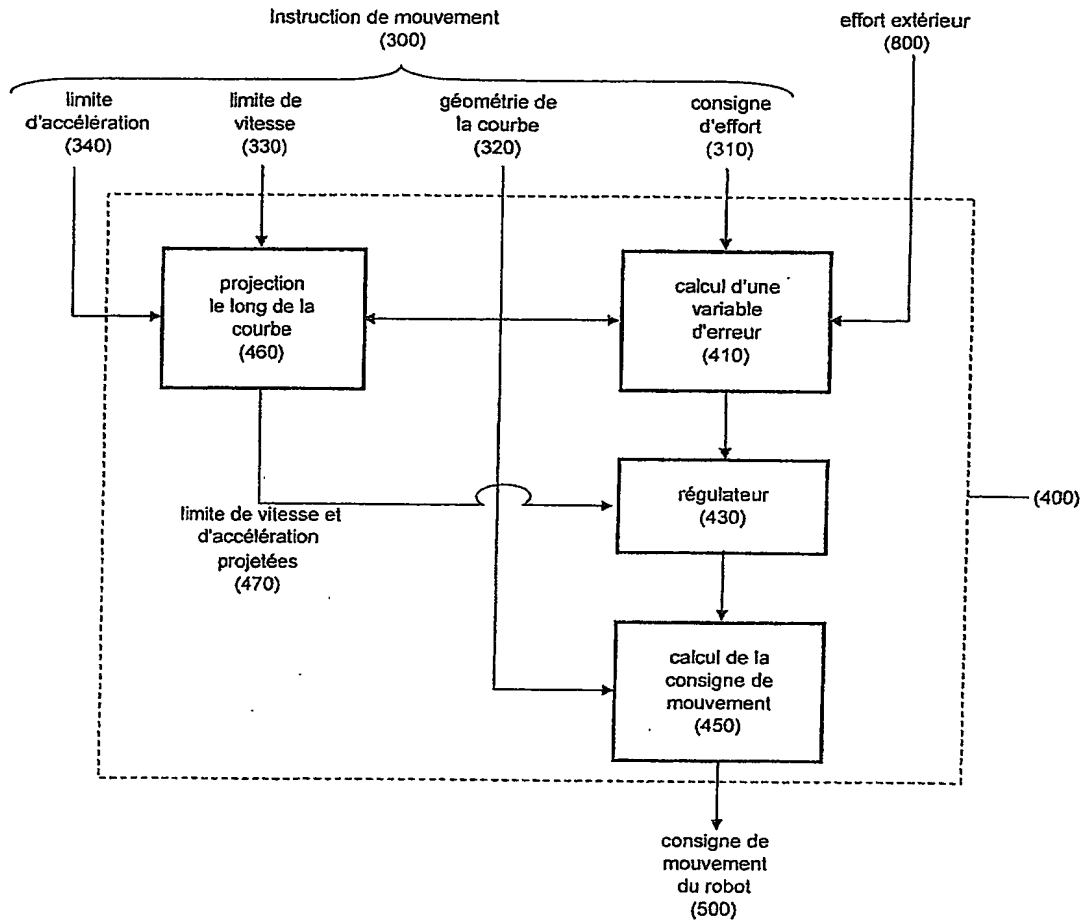 Instruction de mouvement
(300)
effort extérieur
(800)
limite
d'accélération
(340)
limite de
vitesse
(330)
géométrie de
la courbe
(320)
consigne
d'effort
(310)
projection
le long de la
courbe
(460)
calcul d'une
variable
d'erreur
(410)
régulateur
(430)
(400)
limite de vitesse et
d'accélération
projetées
(470)
calcul de la
consigne de
mouvement
(450)
consigne de
mouvement
du robot
(500)